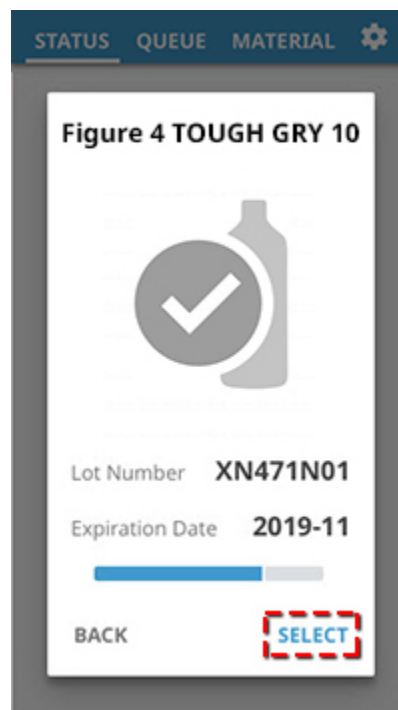 STATUS QUEUE MATERIAL
Figure 4 TOUGH GRY 10
Lot Number XN471N01
Expiration Date 2019-11
BACK SELECT